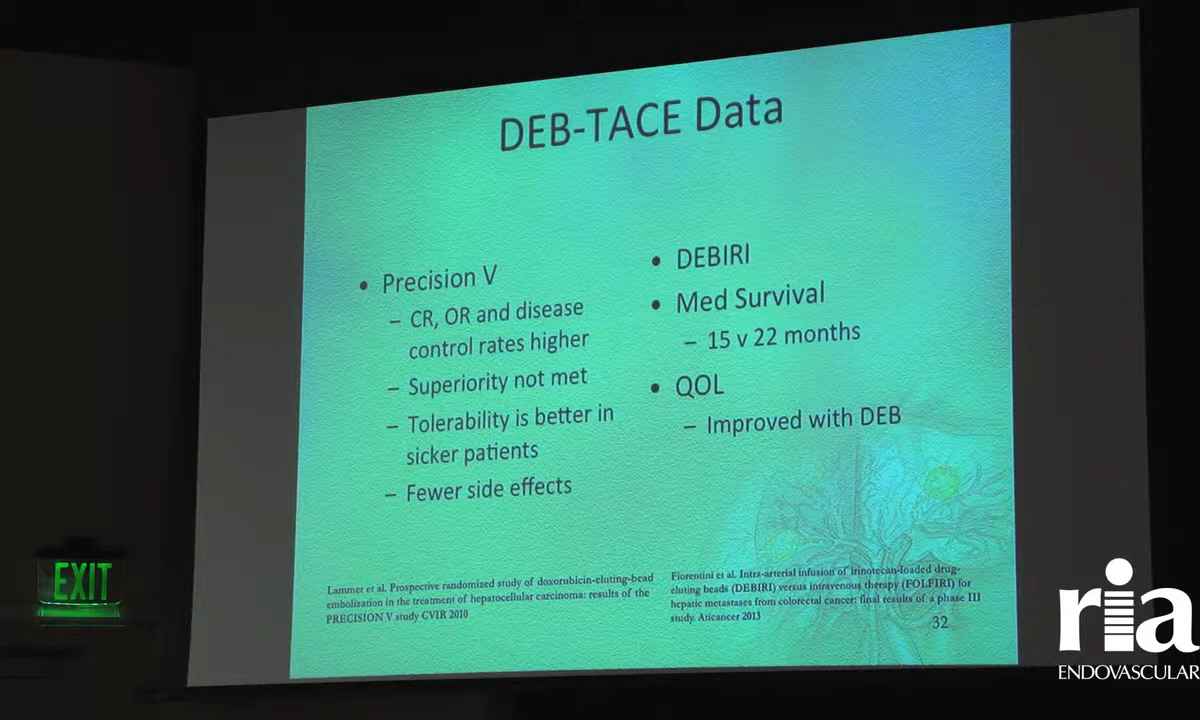 DEB-TACE Data
• Precision V
– CR, OR and disease
control rates higher
– Superiority not met
– Tolerability is better in
sicker patients
– Fewer side effects
• DEBIRI
• Med Survival
– 15 v 22 months
• QOL
– Improved with DEB
Lammer et al. Prospective randomized study of doxorubicin-eluting-bead
embolization in the treatment of hepatocellular carcinoma: results of the
PRECISION V study CVIR 2010
Fiorentini et al. Intra-arterial infusion of irinotecan-loaded drug-
eluting beads (DEBIRI) versus intravenous therapy (FOLFIRI) for
hepatic metastases from colorectal cancer: final results of a phase III
study. Aticancer 2013
32
EXIT
ria
ENDOVASCULAR